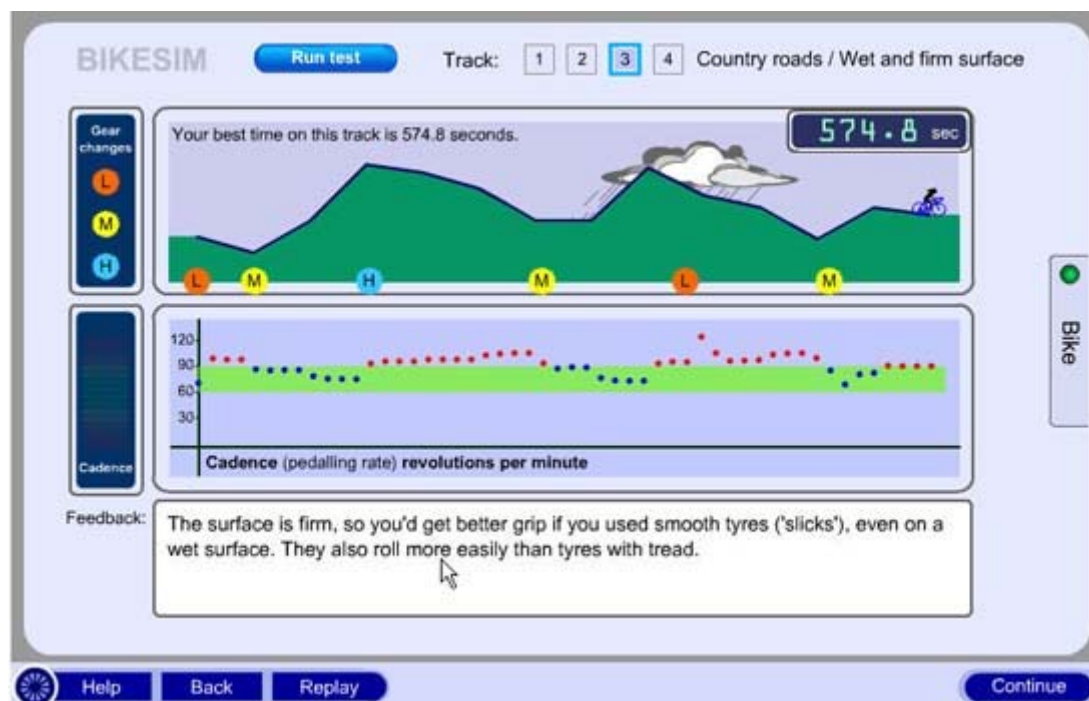 BIKESIM Run test Track: 1 2 3 4 Country roads / Wet and firm surface
Gear
changes
L
M
H
Your best time on this track is 574.8 seconds.
574.8 sec
L M H M L M
120
90
60
30
Cadence
Cadence (pedalling rate) revolutions per minute
Bike
Feedback:
The surface is firm, so you'd get better grip if you used smooth tyres ('slicks'), even on a
wet surface. They also roll more easily than tyres with tread.
Help Back Replay Continue